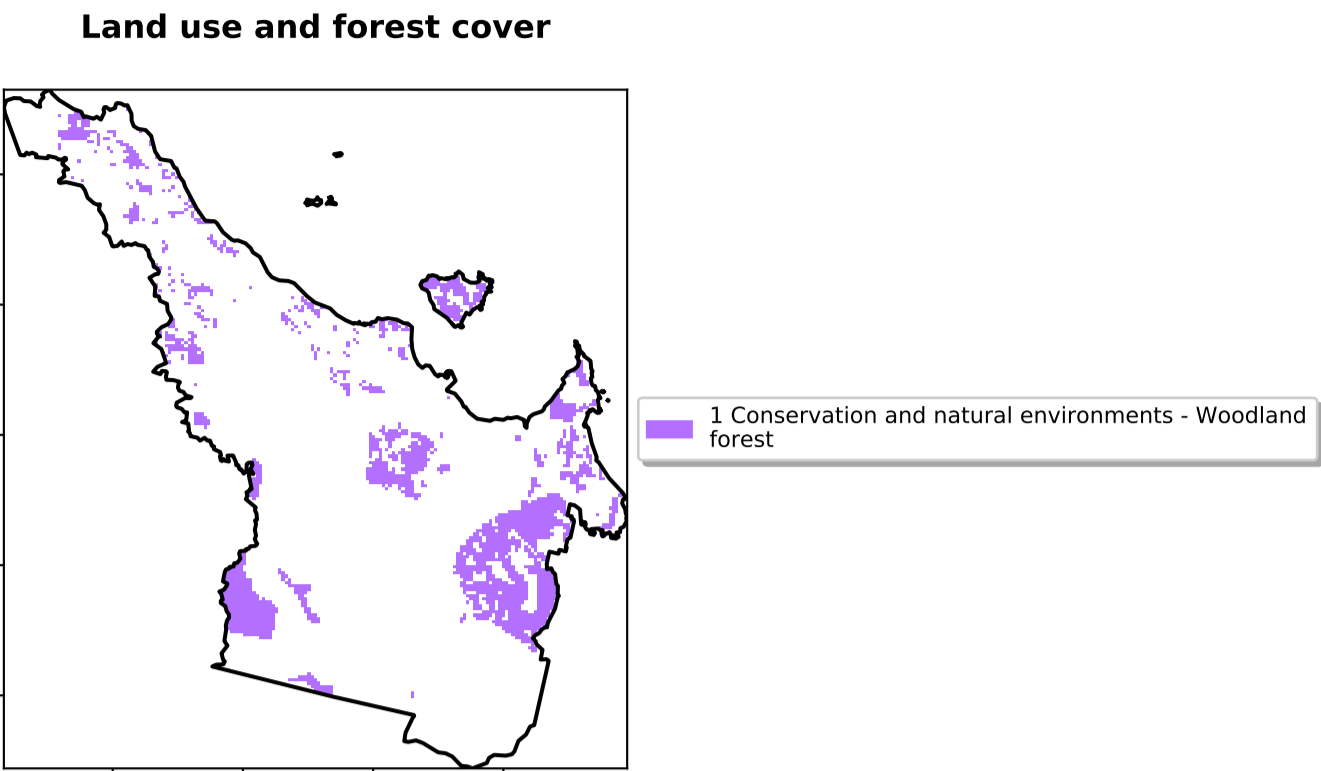 Land use and forest cover
1 Conservation and natural environments - Woodland
forest